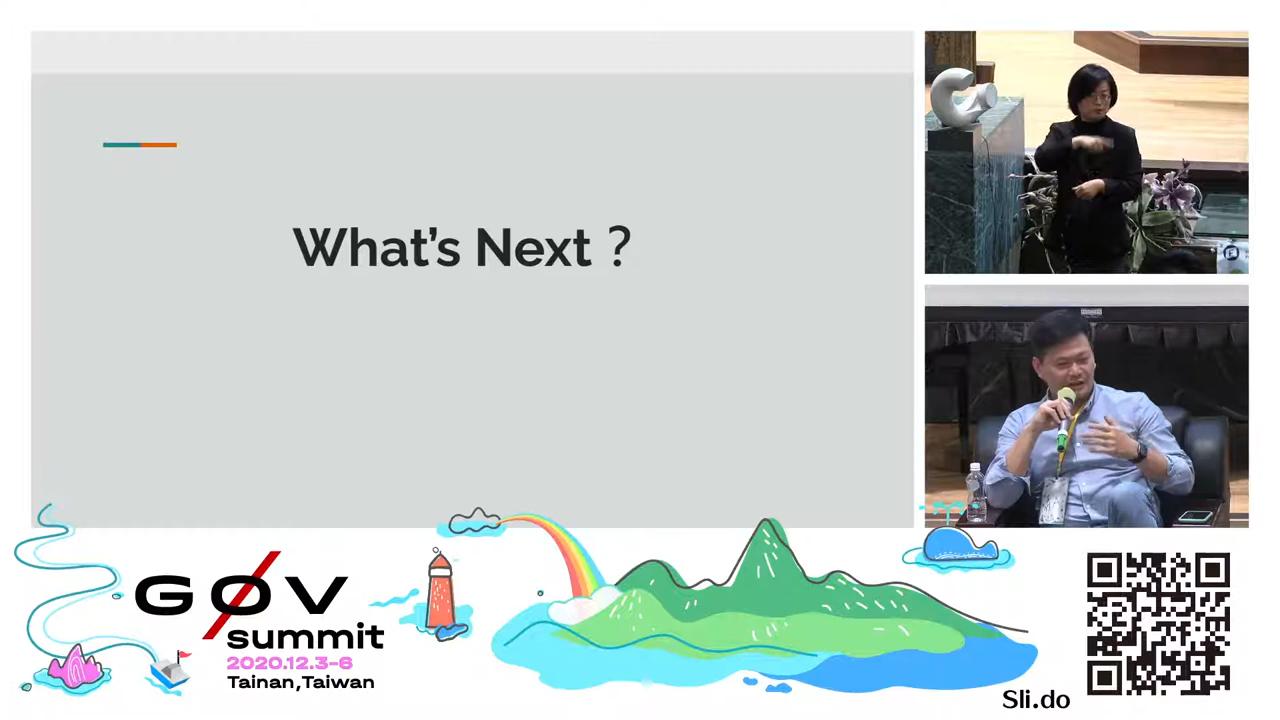 What's Next？
GØV
summit
2020.12.3-6
Tainan,Taiwan
Sli.do